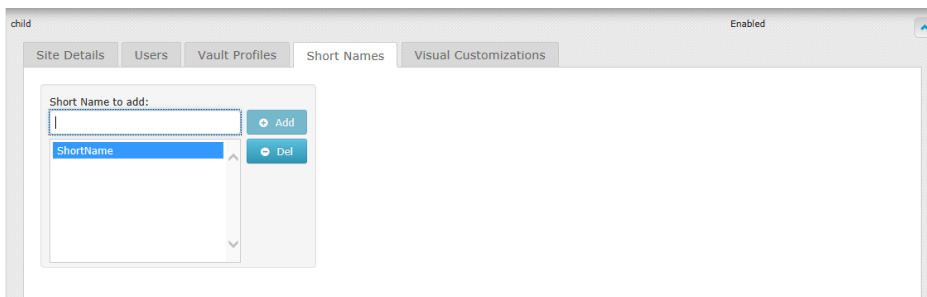 child Enabled
Site Details Users Vault Profiles Short Names Visual Customizations
Short Name to add:
Add
ShortName Del